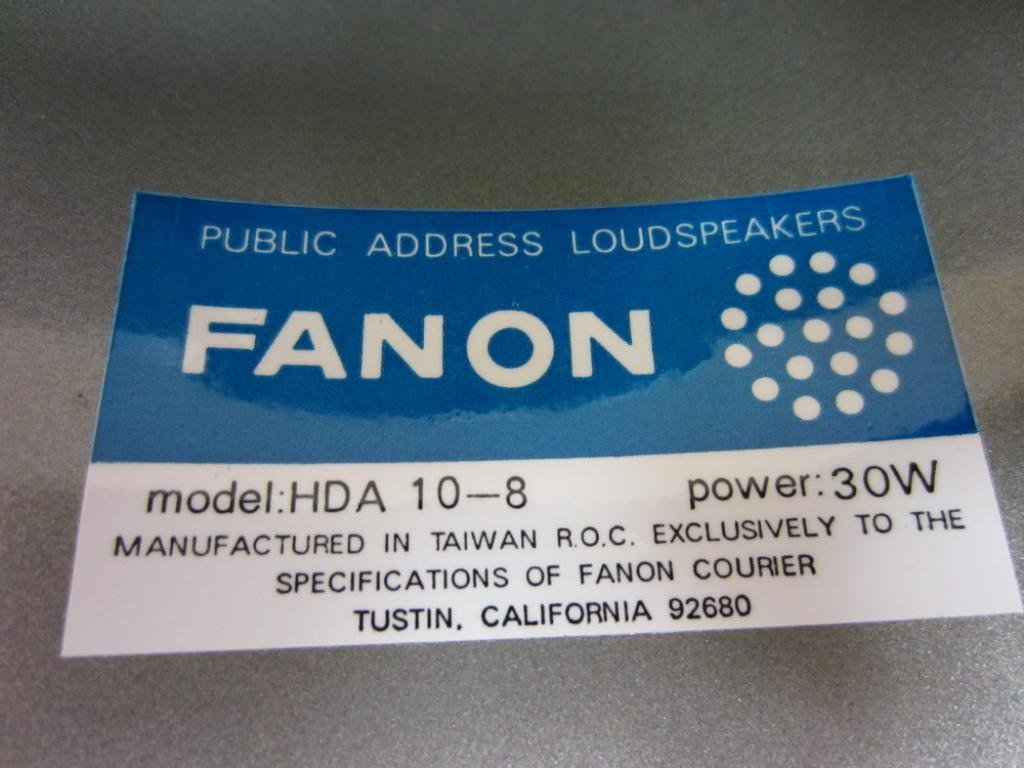 PUBLIC ADDRESS LOUDSPEAKERS
FANON
model:HDA 10-8 power:30W
MANUFACTURED IN TAIWAN R.O.C. EXCLUSIVELY TO THE
SPECIFICATIONS OF FANON COURIER
TUSTIN, CALIFORNIA 92680